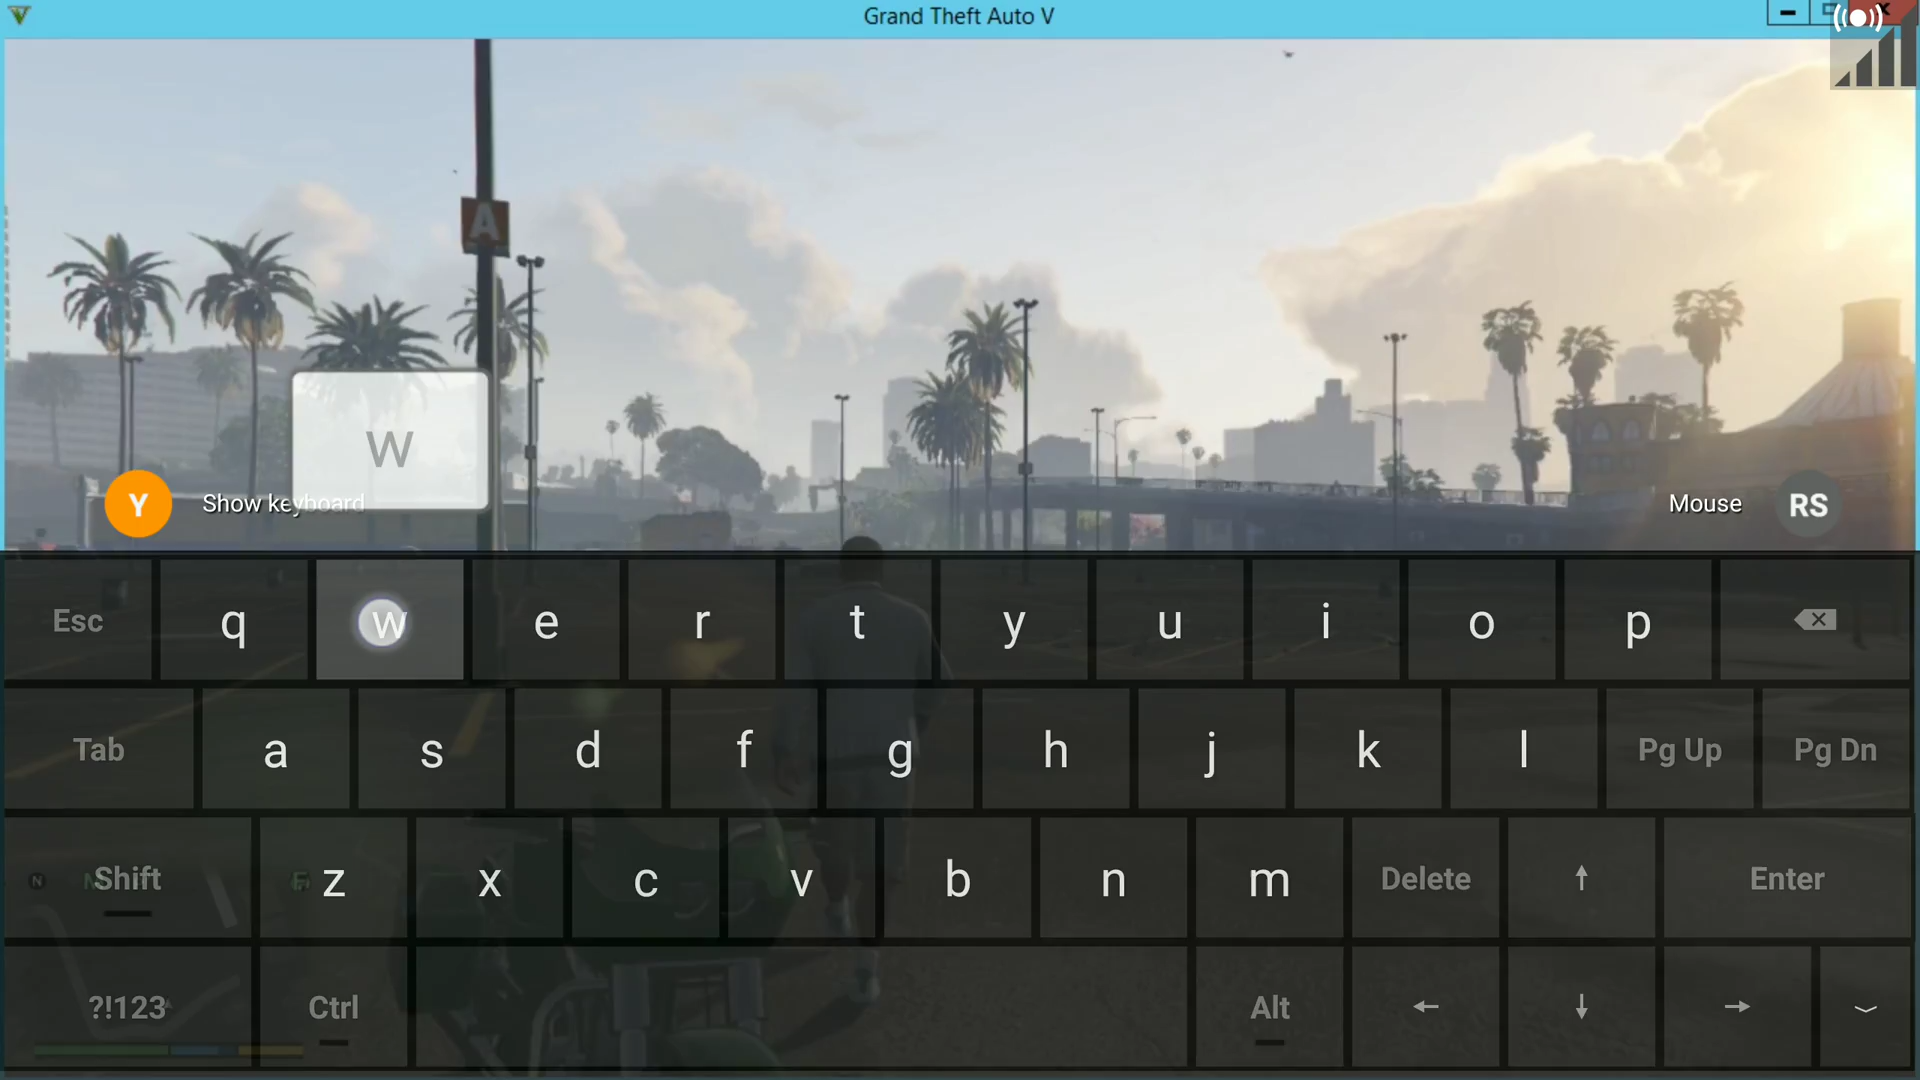 Grand Theft Auto V
A
W
Y Show keyboard
Mouse RS
Esc q w e r t y u i o p
Tab a s d f g h j k l Pg Up Pg Dn
N Shift F z x c v b n m Delete ↑ Enter
?!123 Ctrl Alt ← ↓ →